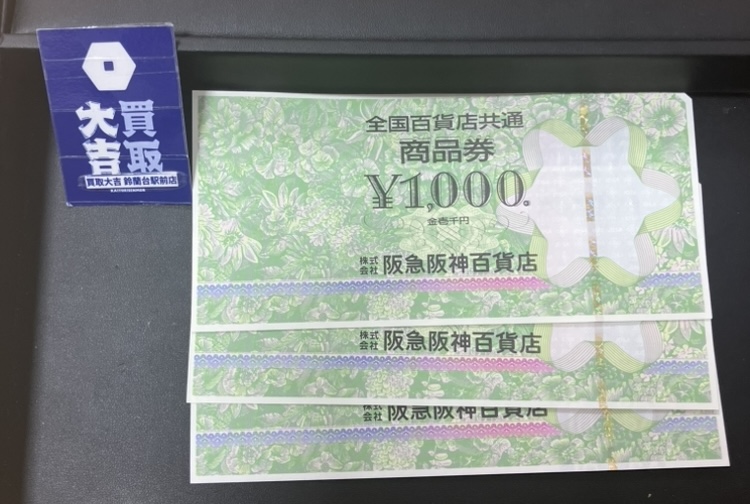 買取
大吉
買取大吉 鈴蘭台駅前店
KAITORIDAIKICHI
全国百貨店共通
商品券
¥1,000
金壱千円
株式会社 阪急阪神百貨店
株式会社 阪急阪神百貨店
株式会社 阪急阪神百貨店